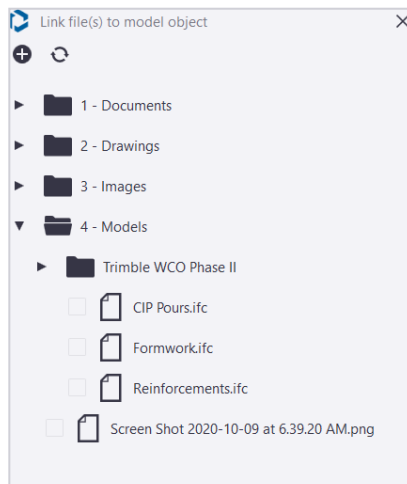 Link file(s) to model object
1 - Documents
2 - Drawings
3 - Images
4 - Models
Trimble WCO Phase II
CIP Pours.ifc
Formwork.ifc
Reinforcements.ifc
Screen Shot 2020-10-09 at 6.39.20 AM.png